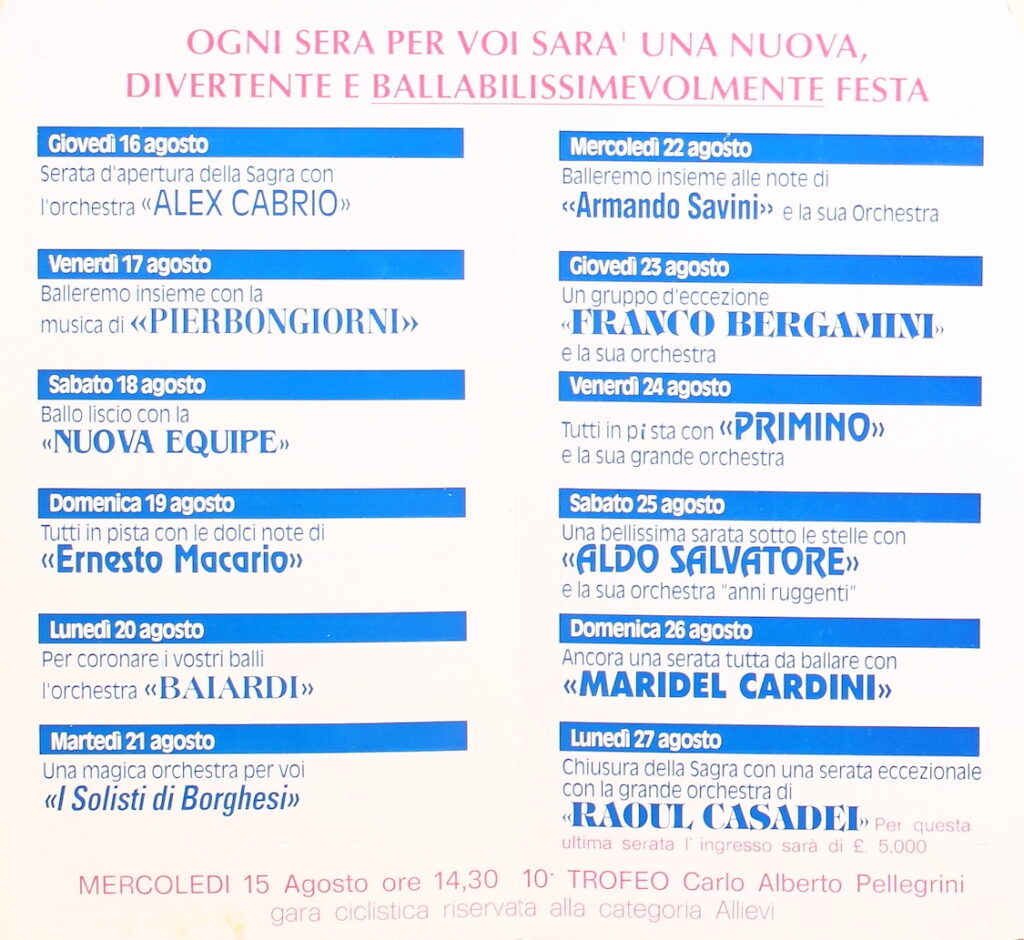 OGNI SERA PER VOI SARA' UNA NUOVA,
DIVERTENTE E BALLABILISSIMEVOLMENTE FESTA
Giovedì 16 agosto
Serata d'apertura della Sagra con
l'orchestra «ALEX CABRIO»
Venerdì 17 agosto
Balleremo insieme con la
musica di «PIERBONGIORNI»
Sabato 18 agosto
Ballo liscio con la
«NUOVA EQUIPE»
Domenica 19 agosto
Tutti in pista con le dolci note di
«Ernesto Macario»
Lunedì 20 agosto
Per coronare i vostri balli
l'orchestra «BAIARDI»
Martedì 21 agosto
Una magica orchestra per voi
«I Solisti di Borghesi»
Mercoledì 22 agosto
Balleremo insieme alle note di
«Armando Savini» e la sua Orchestra
Giovedì 23 agosto
Un gruppo d'eccezione
«FRANCO BERGAMINI»
e la sua orchestra
Venerdì 24 agosto
Tutti in pista con «PRIMINO»
e la sua grande orchestra
Sabato 25 agosto
Una bellissima sarata sotto le stelle con
«ALDO SALVATORE»
e la sua orchestra "anni ruggenti"
Domenica 26 agosto
Ancora una serata tutta da ballare con
«MARIDEL CARDINI»
Lunedì 27 agosto
Chiusura della Sagra con una serata eccezionale
con la grande orchestra di
«RAOUL CASADEI» Per questa
ultima serata l' ingresso sarà di £. 5.000
MERCOLEDI 15 Agosto ore 14,30 10° TROFEO Carlo Alberto Pellegrini
gara ciclistica riservata alla categoria Allievi